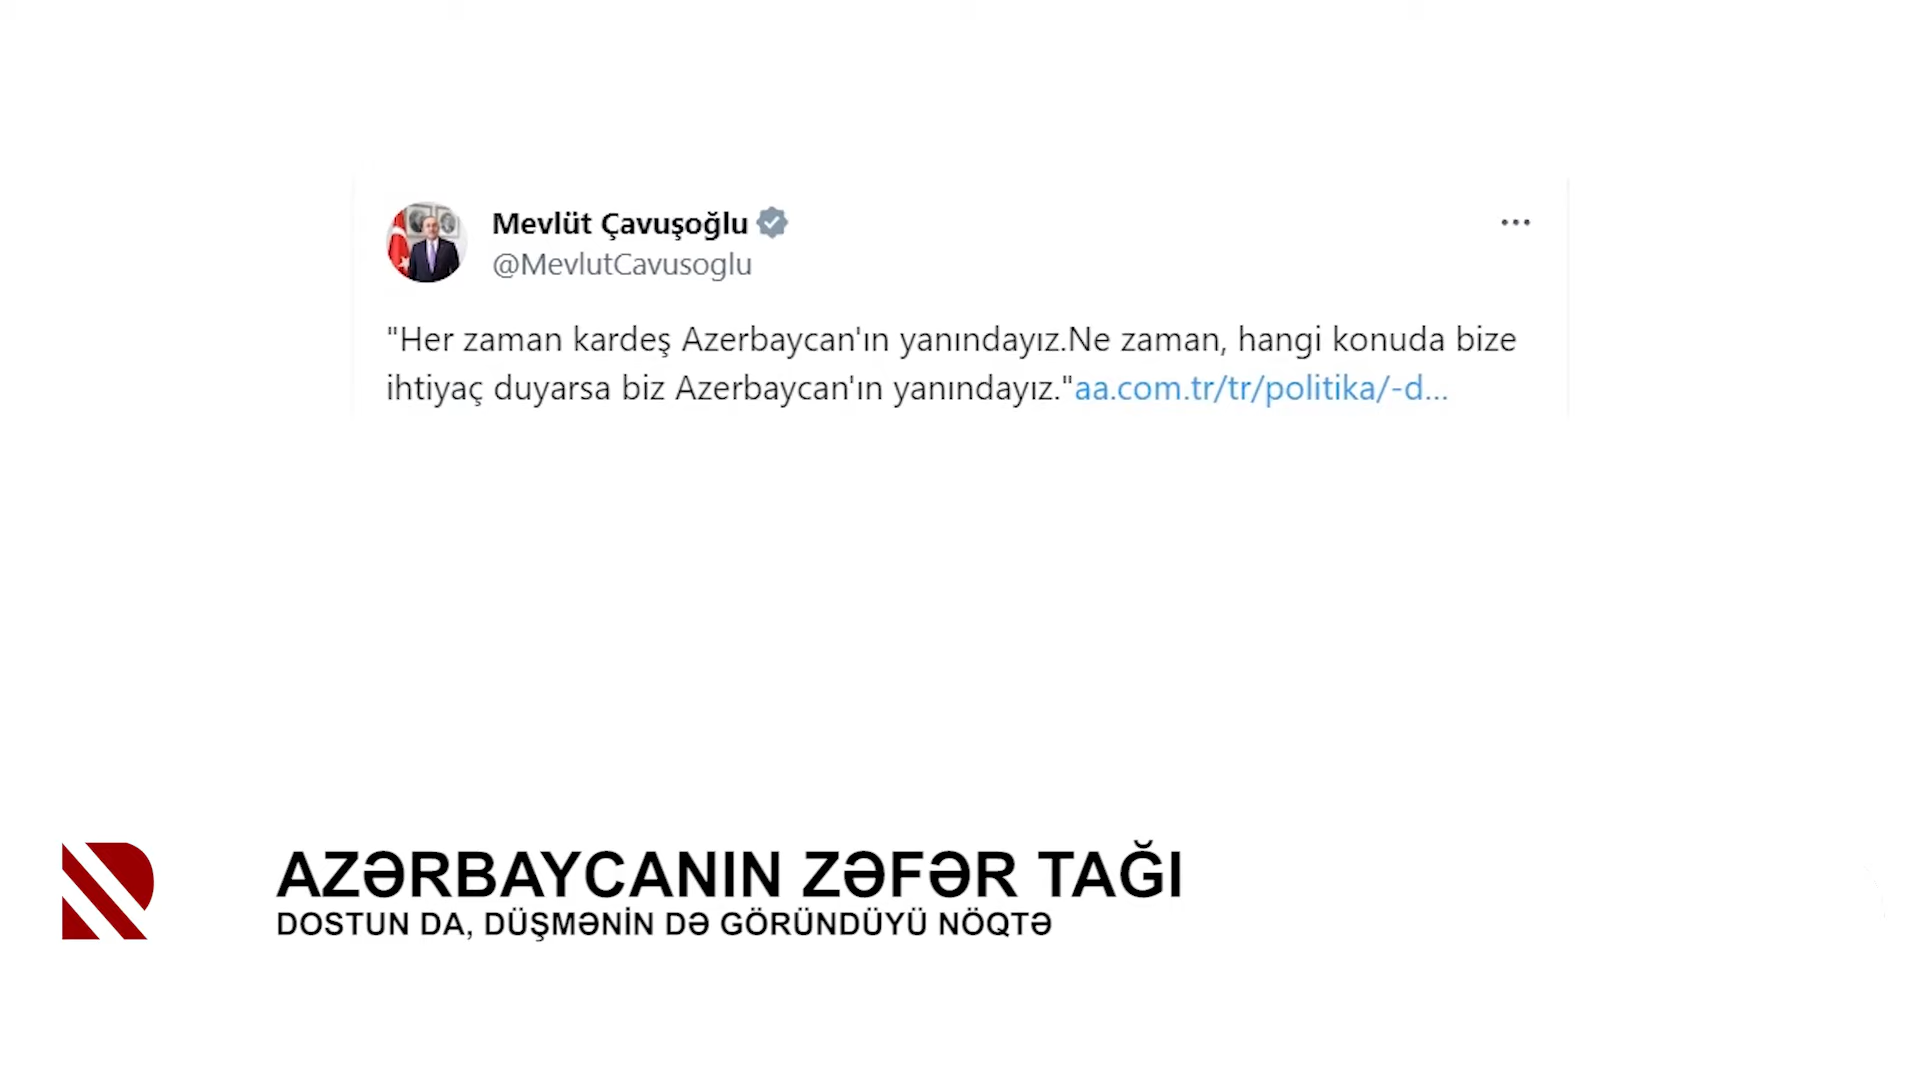 Mevlüt Çavuşoğlu
@MevlutCavusoglu
"Her zaman kardeş Azerbaycan'ın yanındayız.Ne zaman, hangi konuda bize
ihtiyaç duyarsa biz Azerbaycan'ın yanındayız."aa.com.tr/tr/politika/-d...
AZƏRBAYCANIN ZƏFƏR TAĞI
DOSTUN DA, DÜŞMƏNİN DƏ GÖRÜNDÜYÜ NÖQTƏ